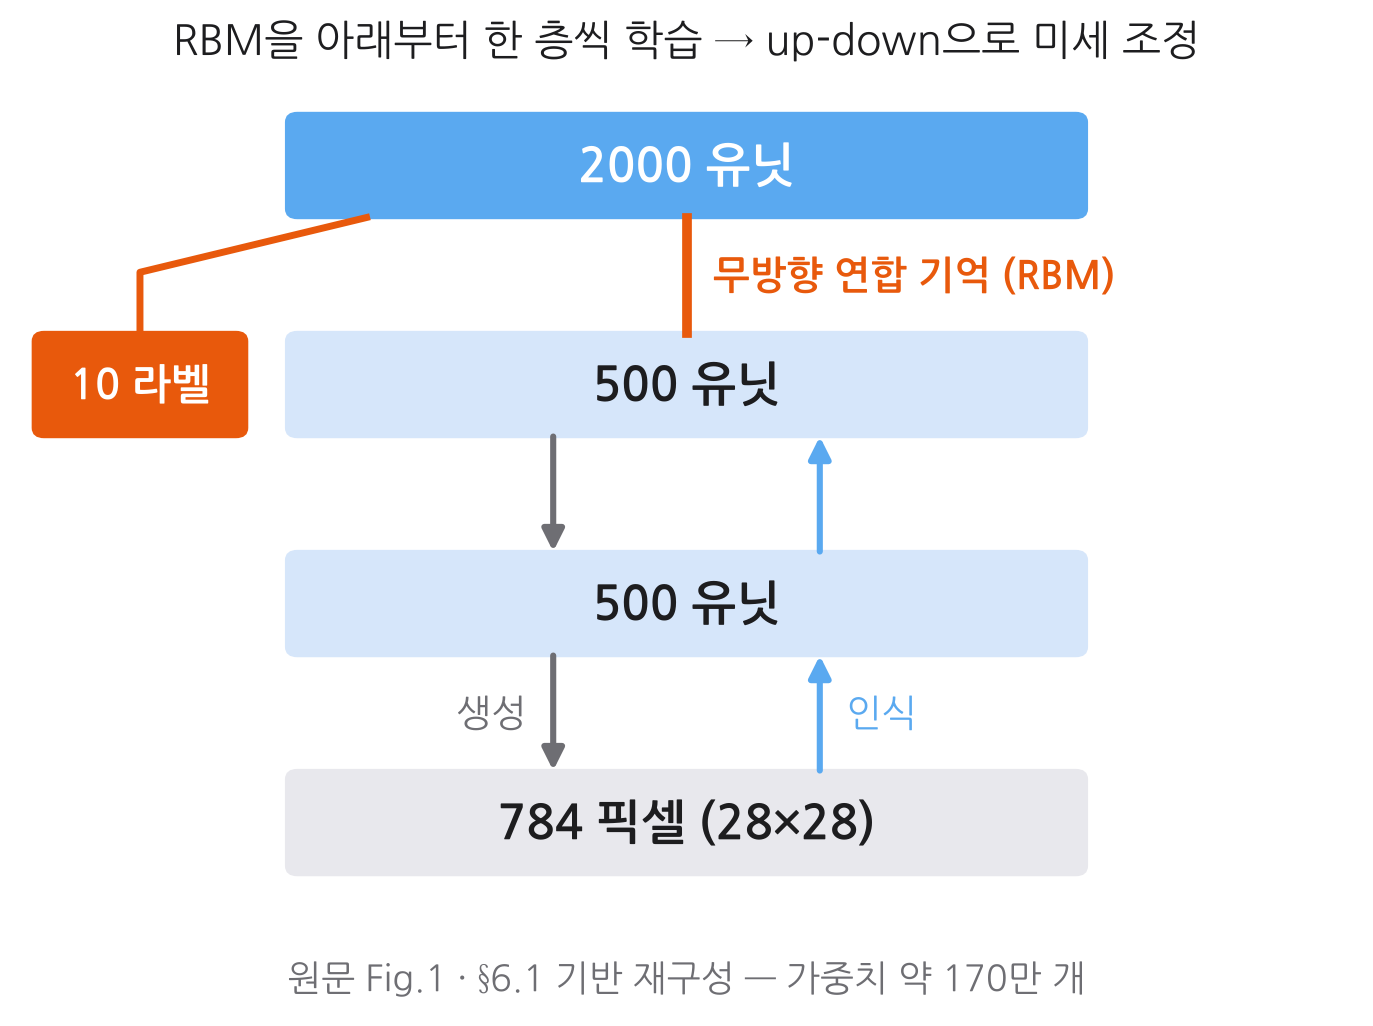 RBM을 아래부터 한 층씩 학습 → up-down으로 미세 조정
2000 유닛
무방향 연합 기억 (RBM)
10 라벨
500 유닛
500 유닛
생성
인식
784 픽셀 (28×28)
원문 Fig.1 · §6.1 기반 재구성 — 가중치 약 170만 개